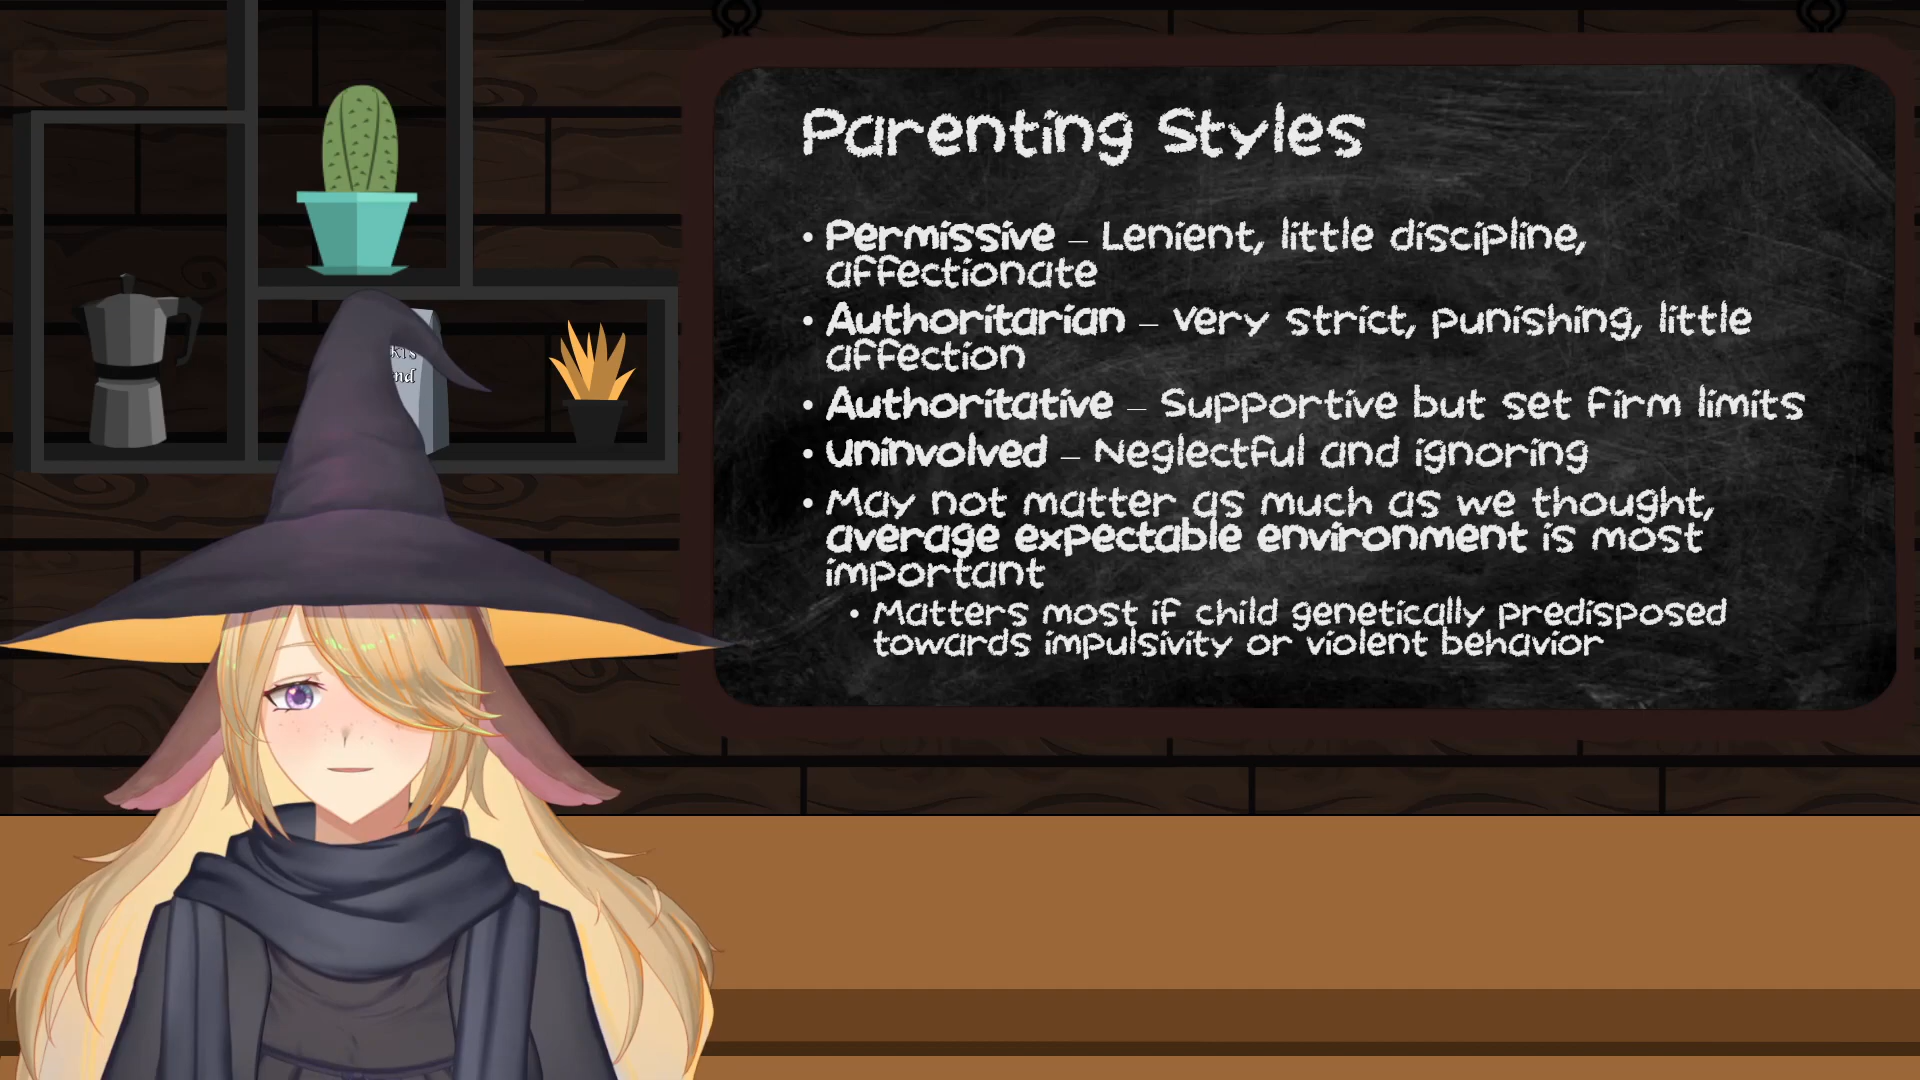 Parenting Styles
• Permissive – Lenient, little discipline,
affectionate
• Authoritarian – Very strict, punishing, little
affection
• Authoritative – Supportive but set firm limits
• Uninvolved – Neglectful and ignoring
• May not matter as much as we thought,
average expectable environment is most
important
• Matters most if child genetically predisposed
towards impulsivity or violent behavior